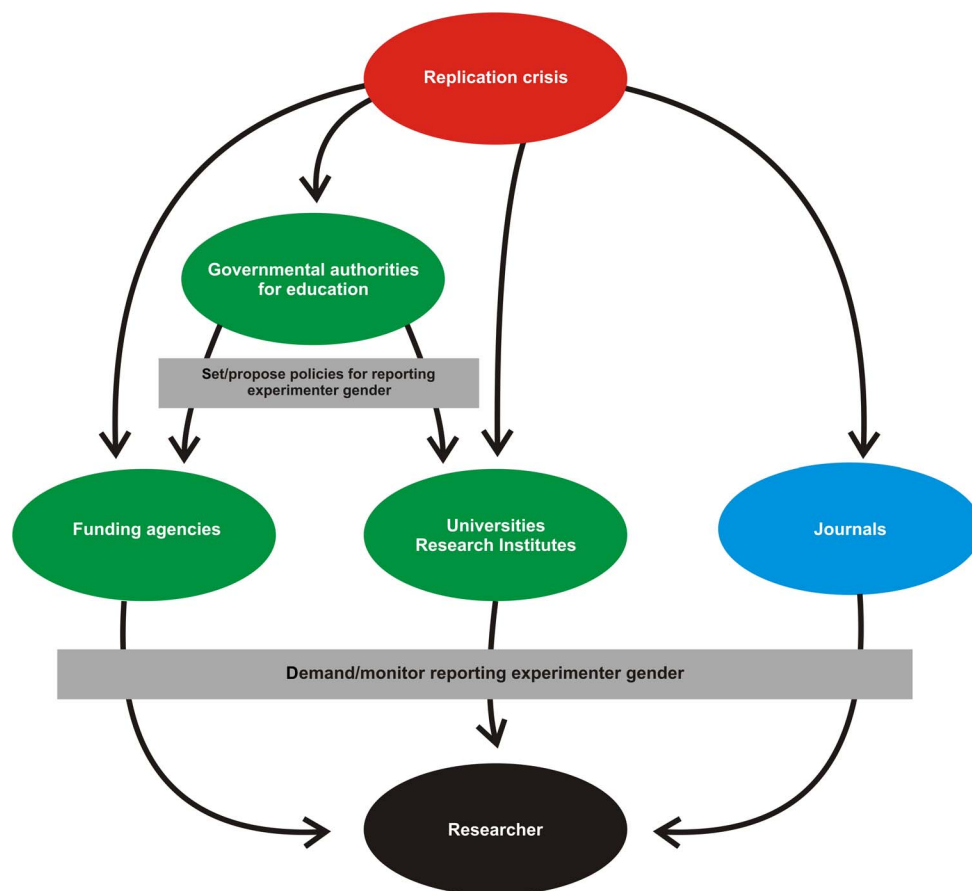 Replication crisis
Governmental authorities
for education
Set/propose policies for reporting
experimenter gender
Funding agencies
Universities
Research Institutes
Journals
Demand/monitor reporting experimenter gender
Researcher